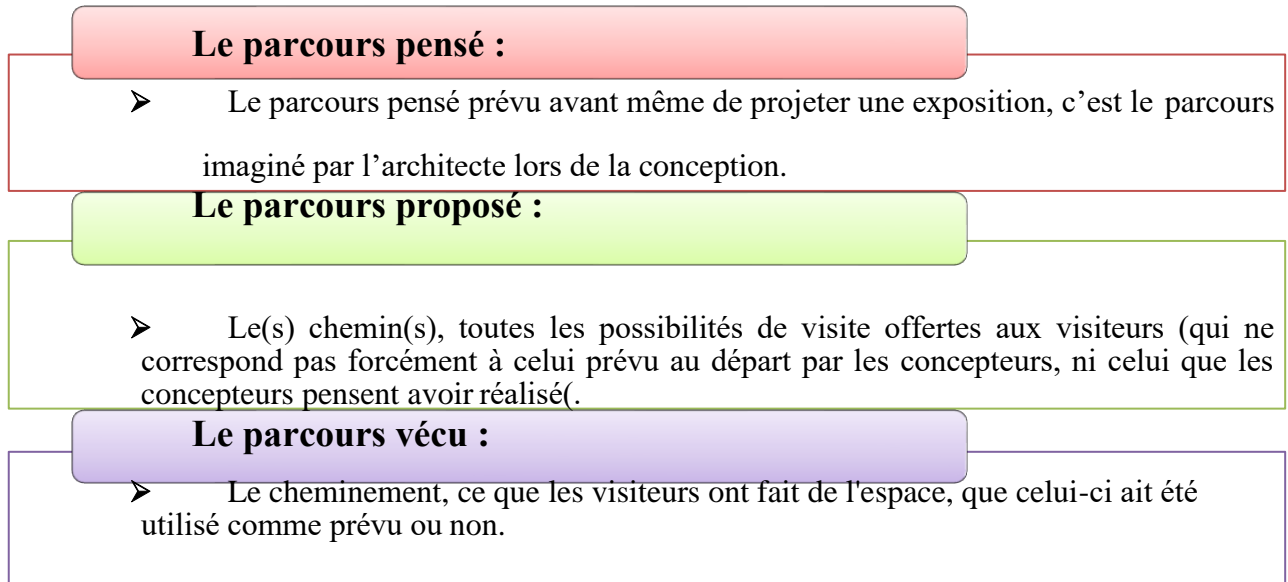 Le parcours pensé :
➢ Le parcours pensé prévu avant même de projeter une exposition, c’est le parcours
imaginé par l’architecte lors de la conception.
Le parcours proposé :
➢ Le(s) chemin(s), toutes les possibilités de visite offertes aux visiteurs (qui ne
correspond pas forcément à celui prévu au départ par les concepteurs, ni celui que les
concepteurs pensent avoir réalisé(.
Le parcours vécu :
➢ Le cheminement, ce que les visiteurs ont fait de l'espace, que celui-ci ait été
utilisé comme prévu ou non.